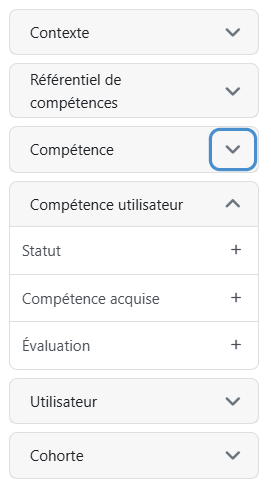 Contexte
Référentiel de
compétences
Compétence
Compétence utilisateur
Statut +
Compétence acquise +
Évaluation +
Utilisateur
Cohorte